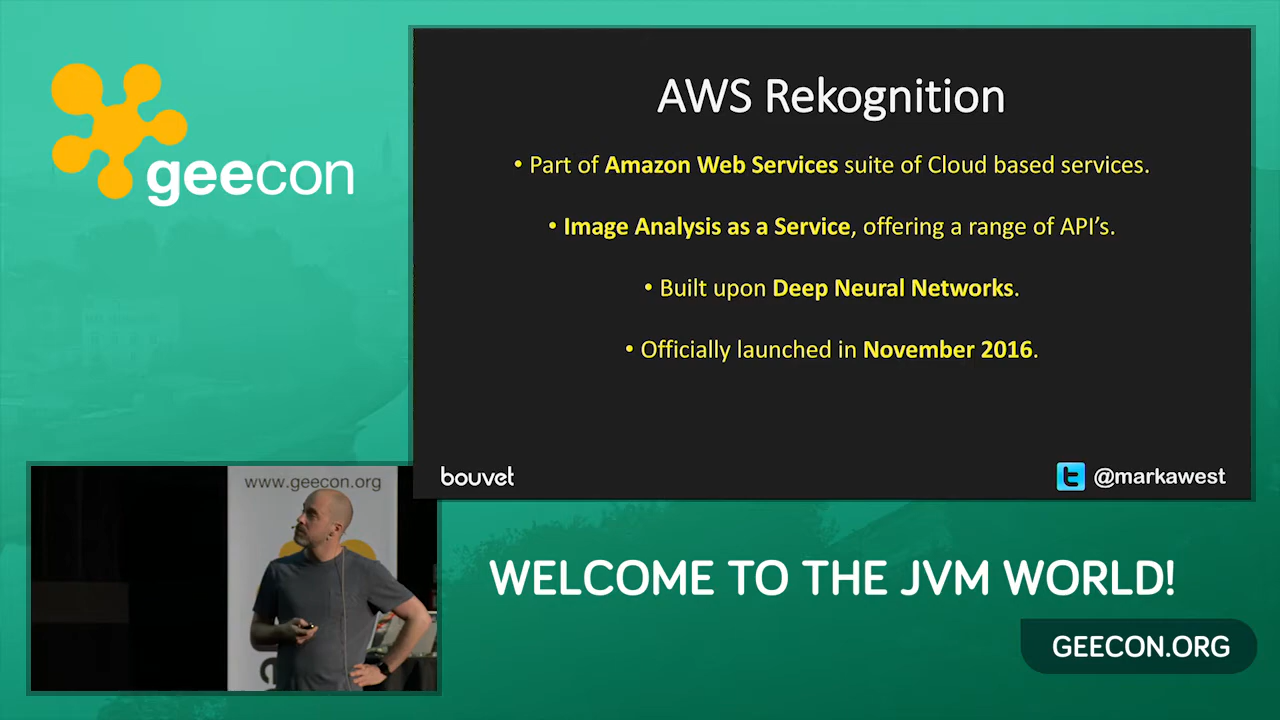 geecon
AWS Rekognition
• Part of Amazon Web Services suite of Cloud based services.
• Image Analysis as a Service, offering a range of API's.
• Built upon Deep Neural Networks.
• Officially launched in November 2016.
bouvet
@markawest
www.geecon.org
WELCOME TO THE JVM WORLD!
GEECON.ORG